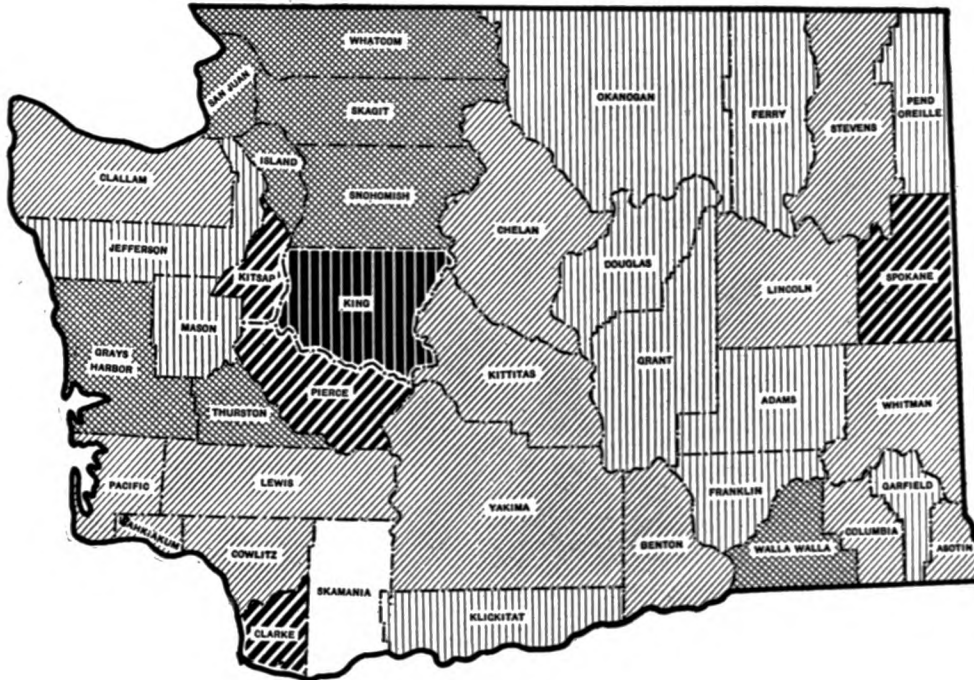 WHATCOM
SAN JUAN
SKAGIT
OKANOGAN
FERRY
STEVENS
PEND
OREILLE
ISLAND
CLALLAM
SNOHOMISH
CHELAN
JEFFERSON
KITSAP
DOUGLAS
SPOKANE
LINCOLN
KING
MASON
GRAYS
HARBOR
KITTITAS
GRANT
PIERCE
ADAMS
WHITMAN
THURSTON
PACIFIC
LEWIS
YAKIMA
FRANKLIN
GARFIELD
WAHKIAKUM
COWLITZ
BENTON
WALLA WALLA
COLUMBIA
ASOTIN
SKAMANIA
KLICKITAT
CLARKE